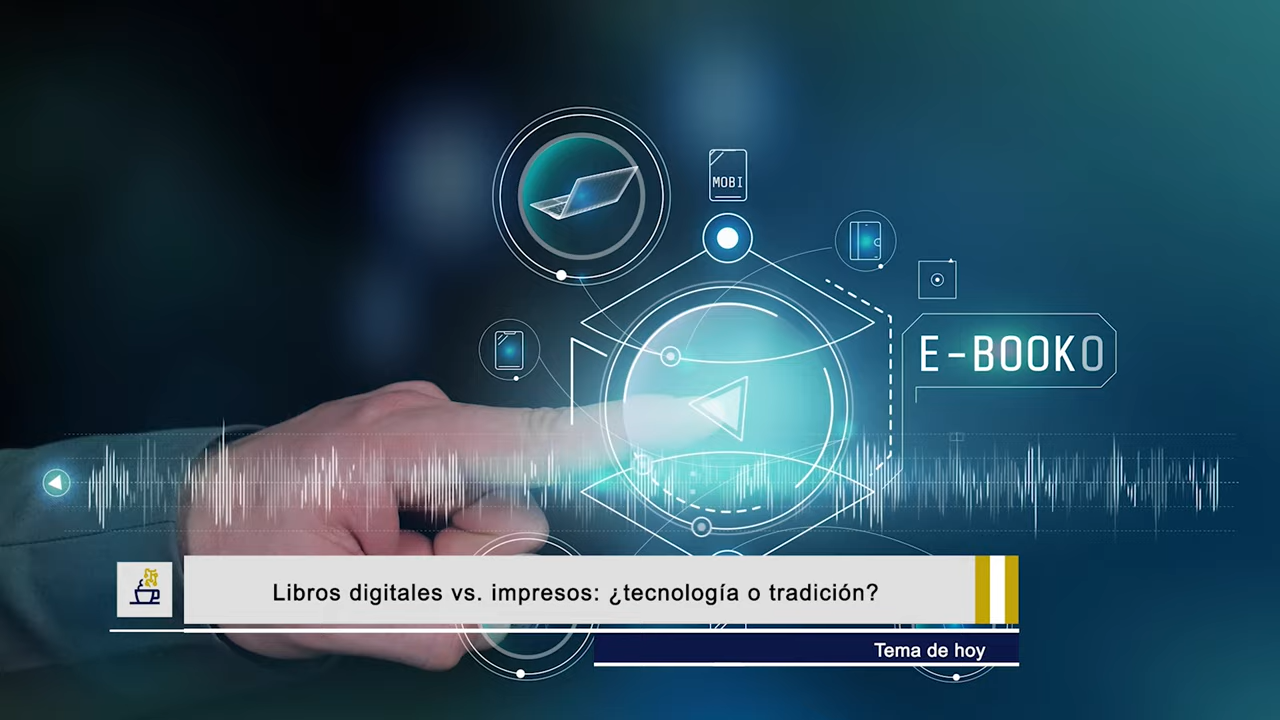 MOBI
E-BOOKO
Libros digitales vs. impresos: ¿tecnología o tradición?
Tema de hoy